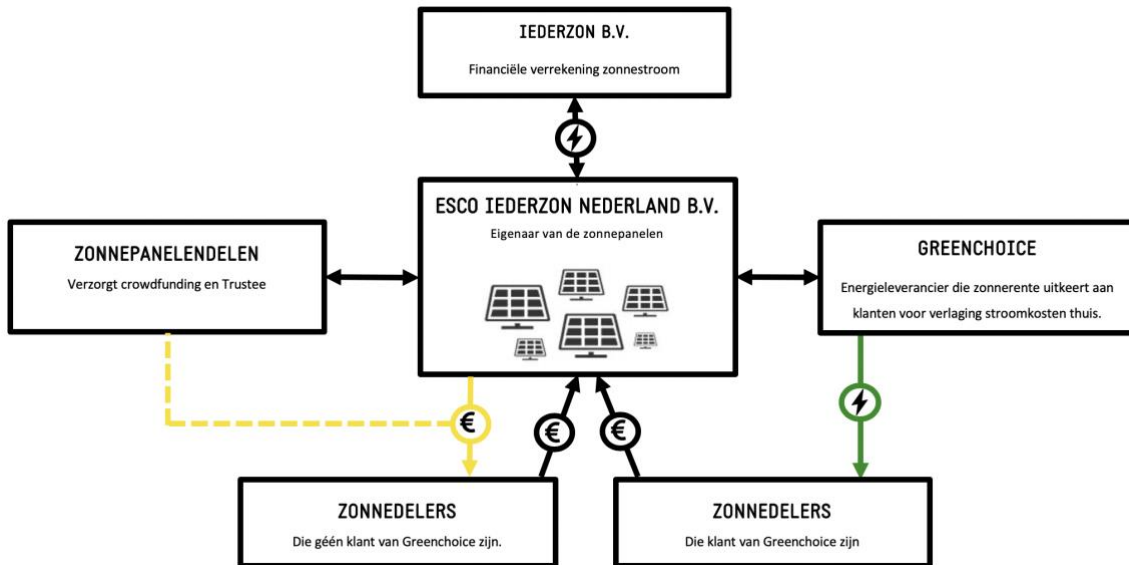 IEDERZON B.V.
Financiële verrekening zonnestroom
ESCO IEDERZON NEDERLAND B.V.
Eigenaar van de zonnepanelen
ZONNEPANELENDELEN
Verzorgt crowdfunding en Trustee
GREENCHOICE
Energieleverancier die zonnerente uitkeert aan
klanten voor verlaging stroomkosten thuis.
€
€
€
ZONNEDELERS
Die géén klant van Greenchoice zijn.
ZONNEDELERS
Die klant van Greenchoice zijn